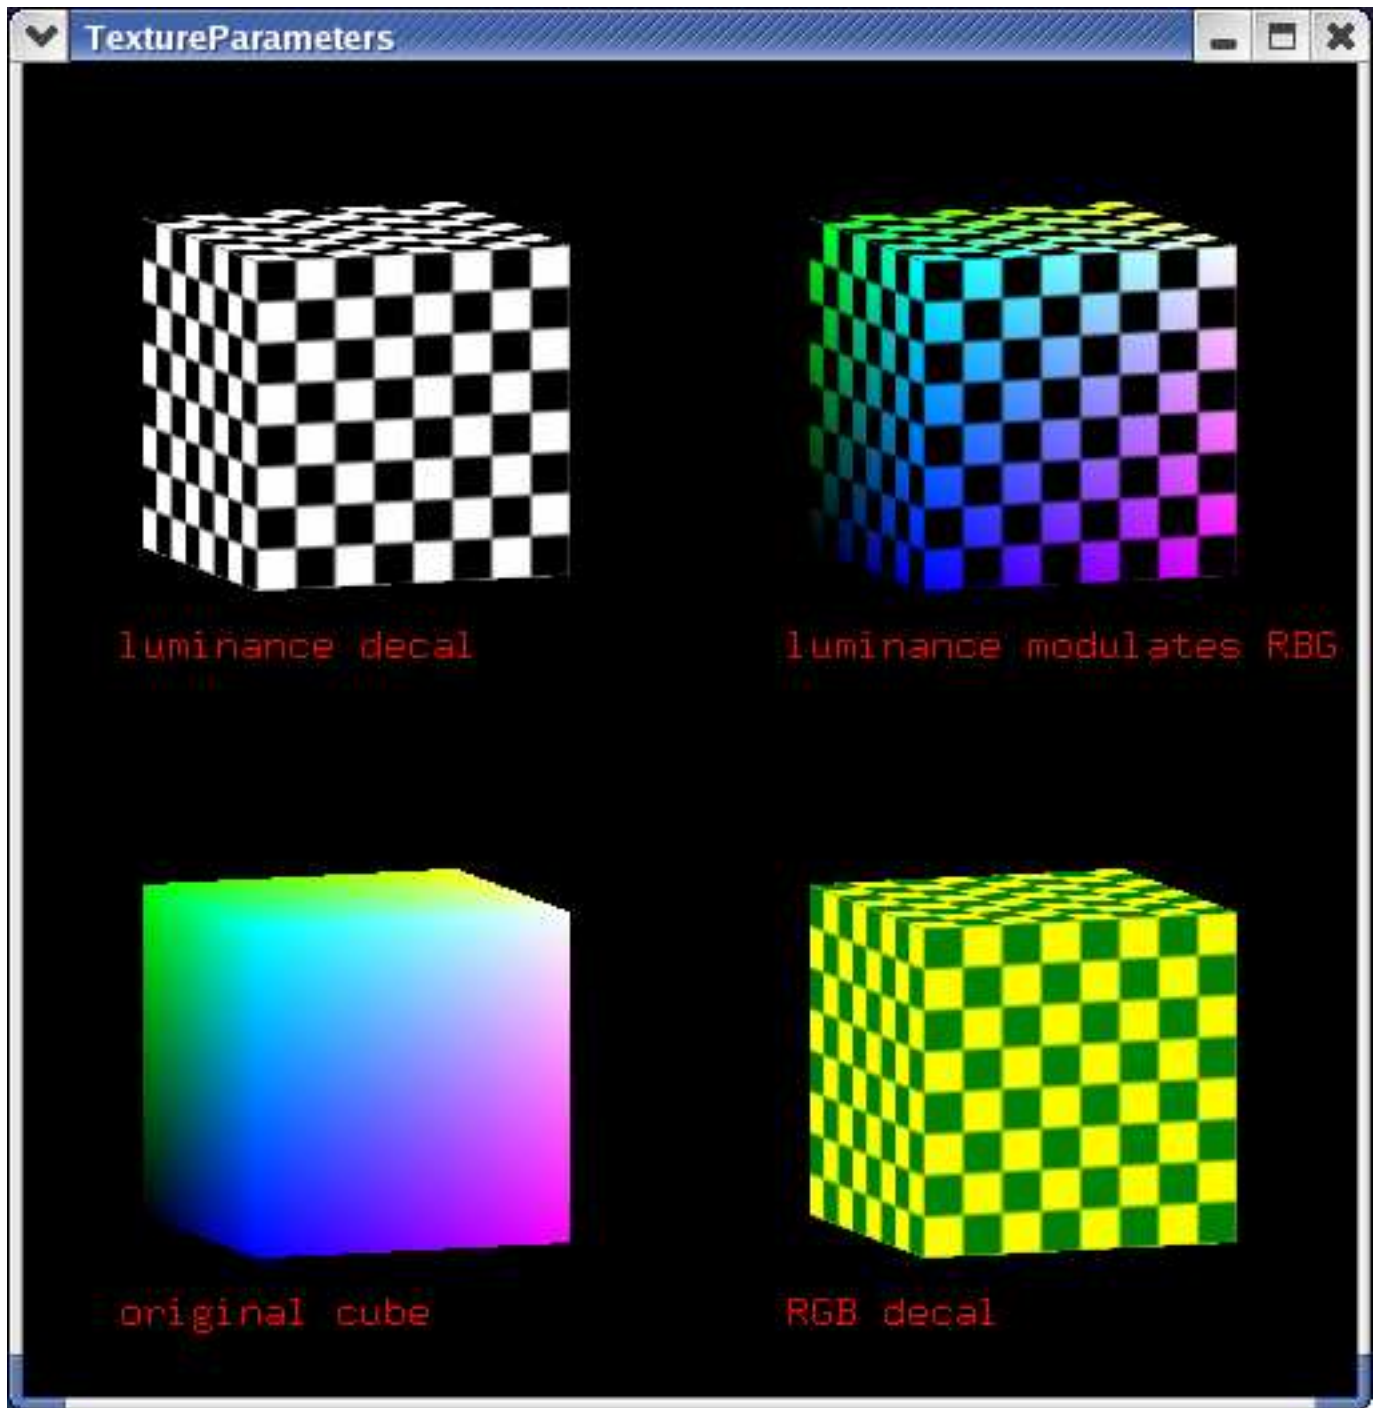 TextureParameters
luminance decal
luminance modulates RBG
original cube
RGB decal